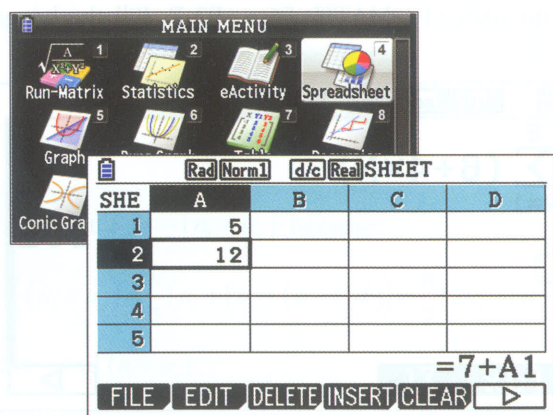 MAIN MENU
1 2 3 4
Run-Matrix Statistics eActivity Spreadsheet
5 6 7 8
Graph
Conic Gra
Rad Norm1 d/c Real SHEET
SHE A B C D
1 5
2 12
3
4
5
=7+A1
FILE EDIT DELETE INSERT CLEAR ▷